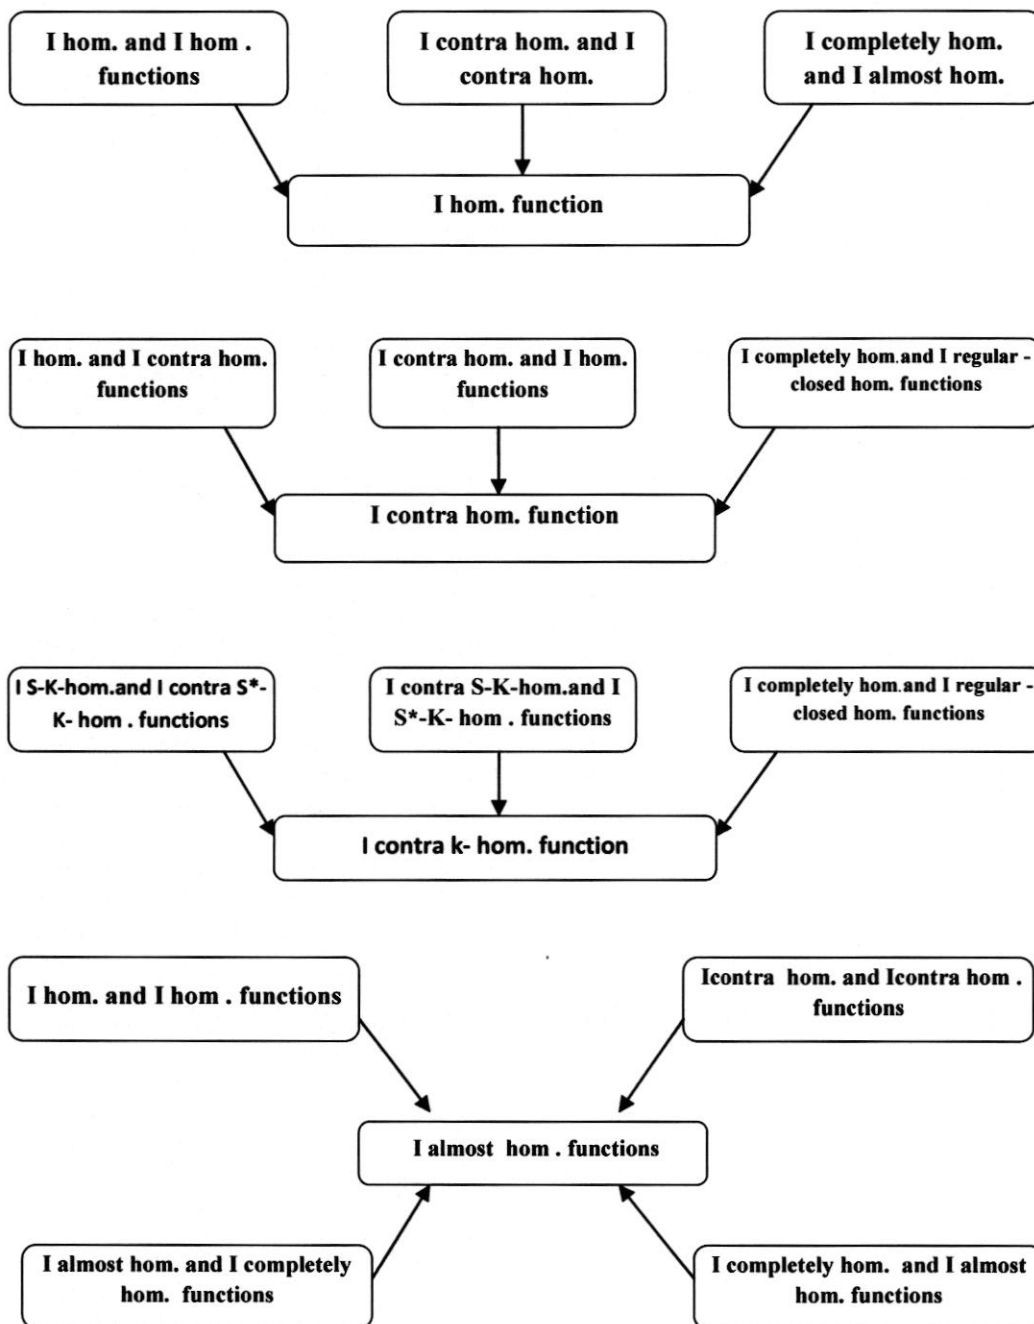 I hom. and I hom .
functions
I contra hom. and I
contra hom.
I completely hom.
and I almost hom.
I hom. function
I hom. and I contra hom.
functions
I contra hom. and I hom.
functions
I completely hom.and I regular -
closed hom. functions
I contra hom. function
I S-K-hom.and I contra S*-
K- hom . functions
I contra S-K-hom.and I
S*-K- hom . functions
I completely hom.and I regular -
closed hom. functions
I contra k- hom. function
I hom. and I hom . functions
Icontra hom. and Icontra hom .
functions
I almost hom . functions
I almost hom. and I completely
hom. functions
I completely hom. and I almost
hom. functions